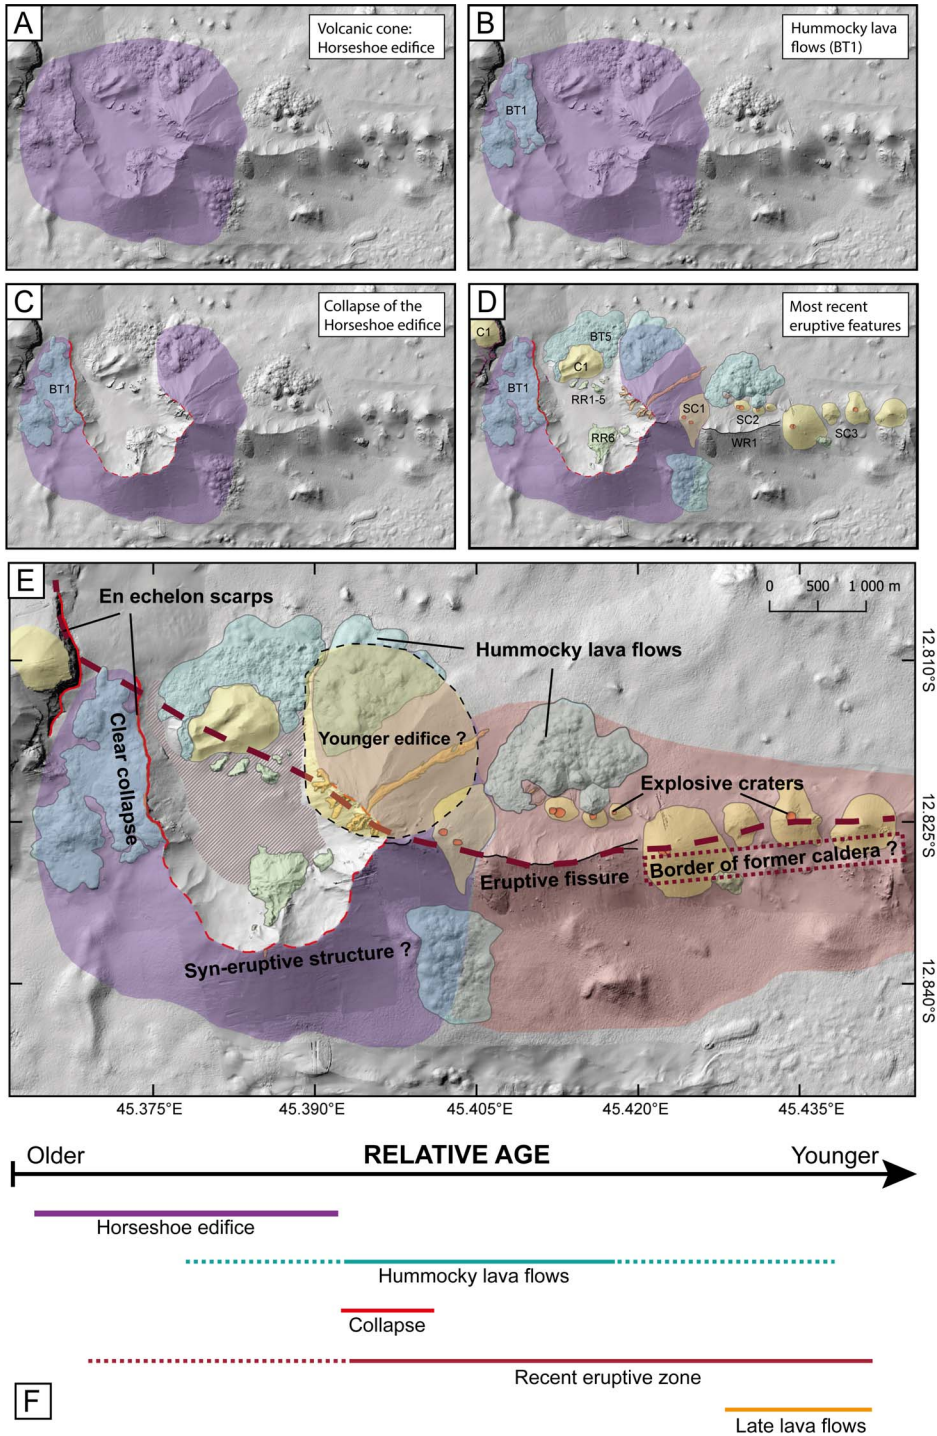 A
Volcanic cone:
Horseshoe edifice
B
Hummocky lava
flows (BT1)
BT1
C
Collapse of the
Horseshoe edifice
C1
BT1
D
Most recent
eruptive features
C1
BT5
C1
BT1
RR1-5
SC1
SC2
SC3
RR6
WR1
E
En echelon scarps
0 500 1 000 m
12.810°S
Hummocky lava flows
Clear collapse
Younger edifice ?
Explosive craters
12.825°S
Border of former caldera ?
Eruptive fissure
Syn-eruptive structure ?
12.840°S
45.375°E 45.390°E 45.405°E 45.420°E 45.435°E
Older RELATIVE AGE Younger
Horseshoe edifice
Hummocky lava flows
Collapse
Recent eruptive zone
F
Late lava flows